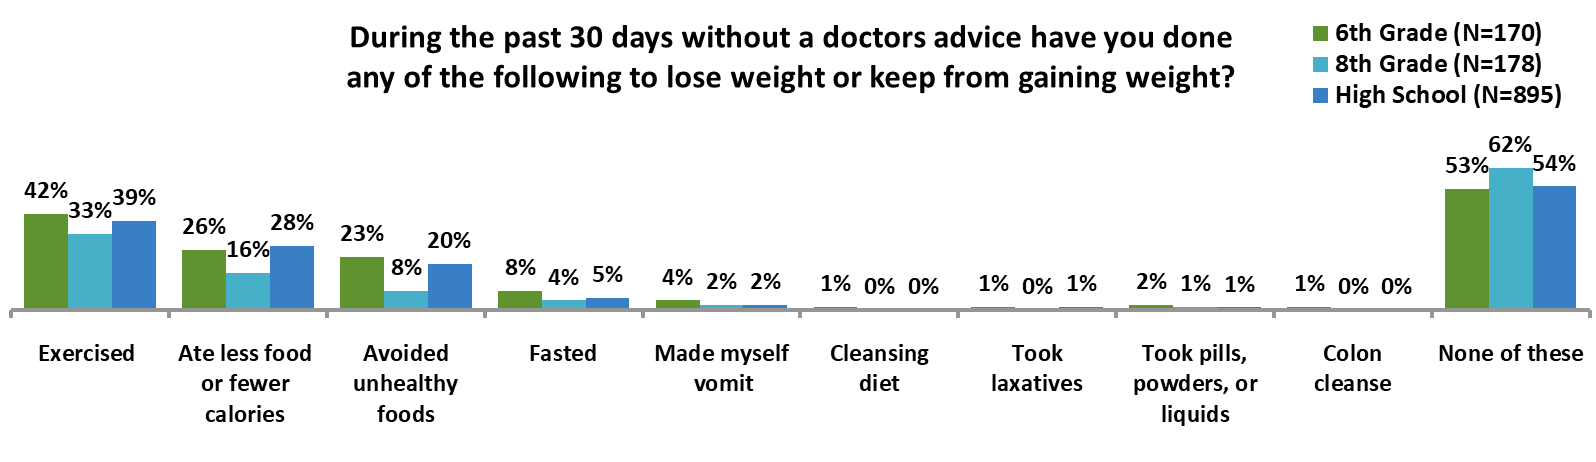 During the past 30 days without a doctors advice have you done
any of the following to lose weight or keep from gaining weight?
6th Grade (N=170)
8th Grade (N=178)
High School (N=895)
42% 33% 39%
26% 16% 28%
23% 8% 20%
8% 4% 5%
4% 2% 2%
1% 0% 0%
1% 0% 1%
2% 1% 1%
1% 0% 0%
53% 62% 54%
Exercised
Ate less food
or fewer
calories
Avoided
unhealthy
foods
Fasted
Made myself
vomit
Cleansing
diet
Took
laxatives
Took pills,
powders, or
liquids
Colon
cleanse
None of these